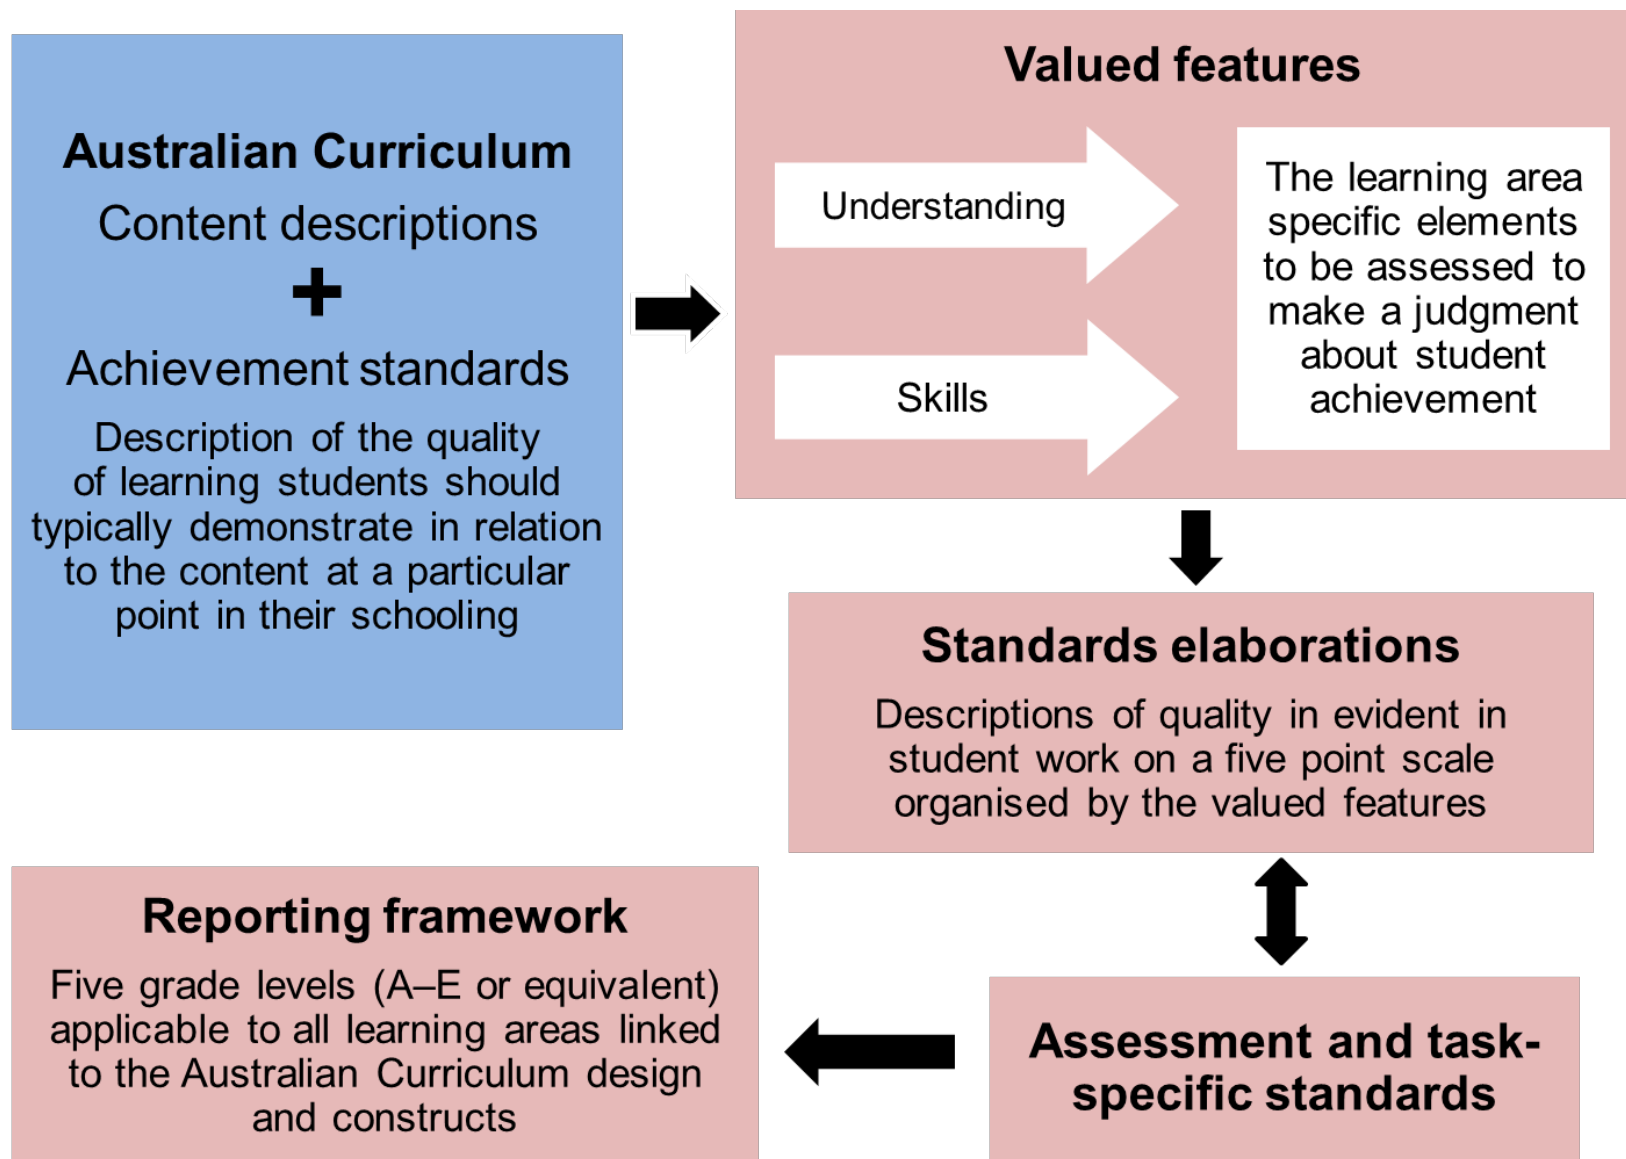 Australian Curriculum
Content descriptions
+
Achievement standards
Description of the quality
of learning students should
typically demonstrate in relation
to the content at a particular
point in their schooling
Valued features
Understanding
Skills
The learning area
specific elements
to be assessed to
make a judgment
about student
achievement
Standards elaborations
Descriptions of quality in evident in
student work on a five point scale
organised by the valued features
Assessment and task-
specific standards
Reporting framework
Five grade levels (A–E or equivalent)
applicable to all learning areas linked
to the Australian Curriculum design
and constructs